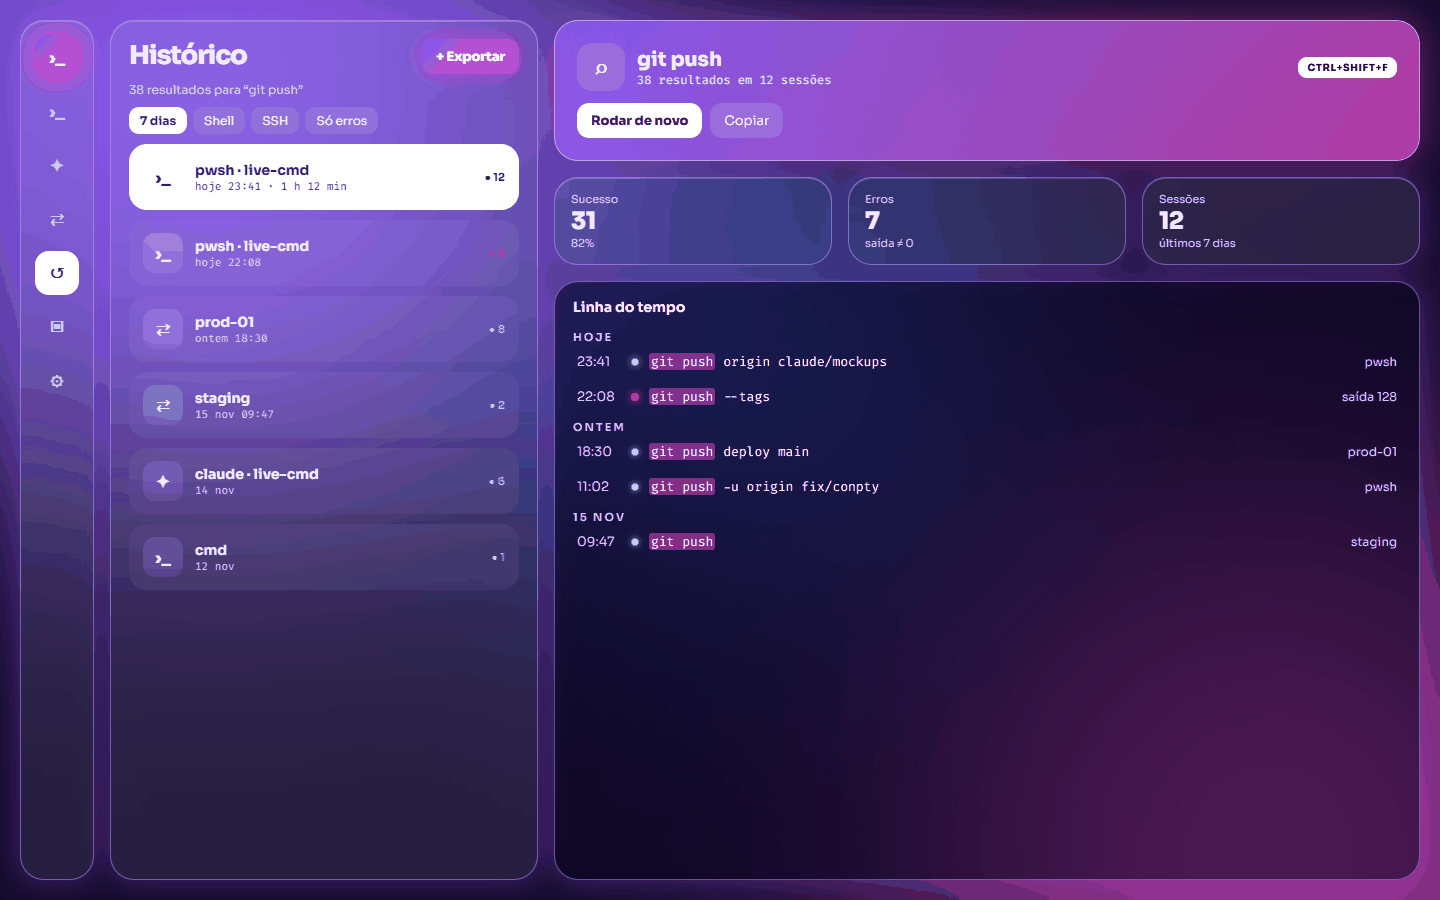 Histórico
+ Exportar
38 resultados para “git push”
7 dias
Shell
SSH
Só erros
pwsh · live-cmd
hoje 23:41 · 1 h 12 min
• 12
pwsh · live-cmd
hoje 22:08
prod-01
ontem 18:30
• 8
staging
15 nov 09:47
• 2
claude · live-cmd
14 nov
• 6
cmd
12 nov
• 1
git push
38 resultados em 12 sessões
CTRL+SHIFT+F
Rodar de novo
Copiar
Sucesso
31
82%
Erros
7
saída ≠ 0
Sessões
12
últimos 7 dias
Linha do tempo
HOJE
23:41 git push origin claude/mockups pwsh
22:08 git push --tags saída 128
ONTEM
18:30 git push deploy main prod-01
11:02 git push -u origin fix/conpty pwsh
15 NOV
09:47 git push staging